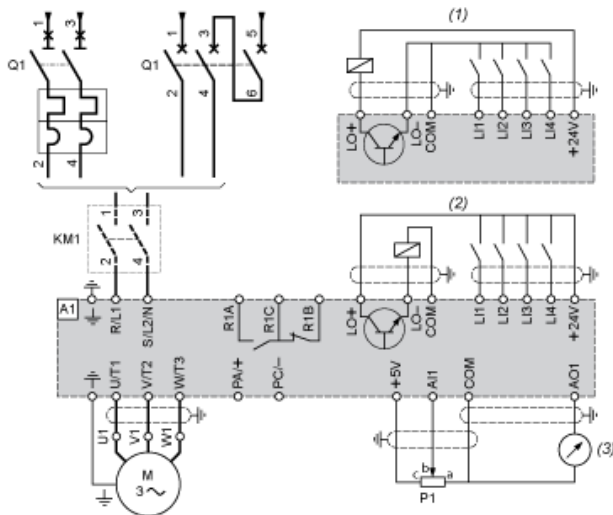 1 3 1 3 5
Q1 Q1
2 4 2 4 6
KM1
1 3
2 4
(1)
LO+ LO- COM LI1 LI2 LI3 LI4 +24V
(2)
A1
R/L1 S/L2/N R1A R1C R1B LO+ LO- COM LI1 LI2 LI3 LI4 +24V
U/T1 V/T2 W/T3 PA/+ PC/– +5V AI1 COM AO1
U1 V1 W1
M
3~
c b a
P1
(3)